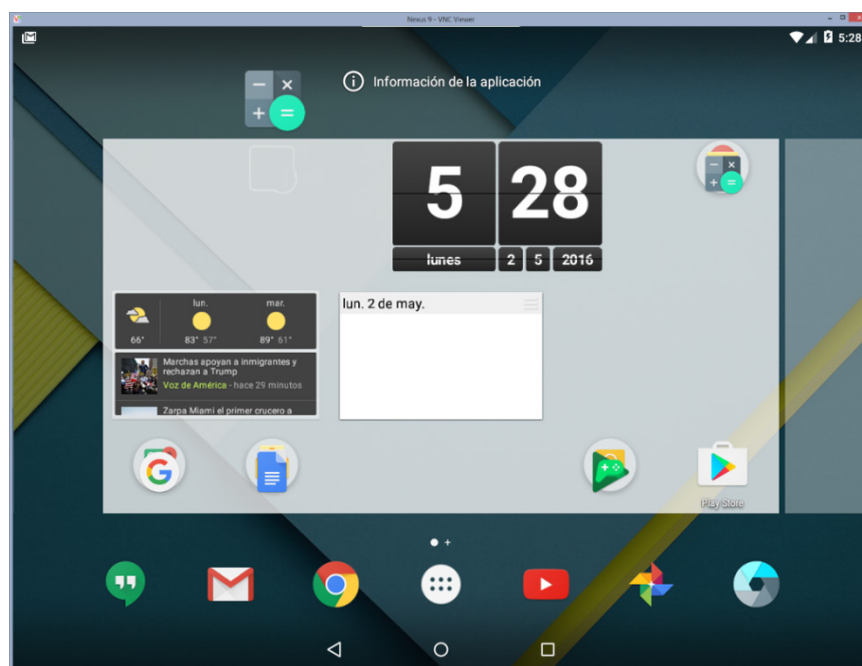 Nexus 9 - VNC Viewer
5:28
Información de la aplicación
5 28
lunes 2 5 2016
lun. mar.
66° 83° 57° 89° 61°
Marchas apoyan a inmigrantes y
rechazan a Trump
Voz de América - hace 29 minutos
Zarpa Miami el primer crucero a
lun. 2 de may.
Play Store